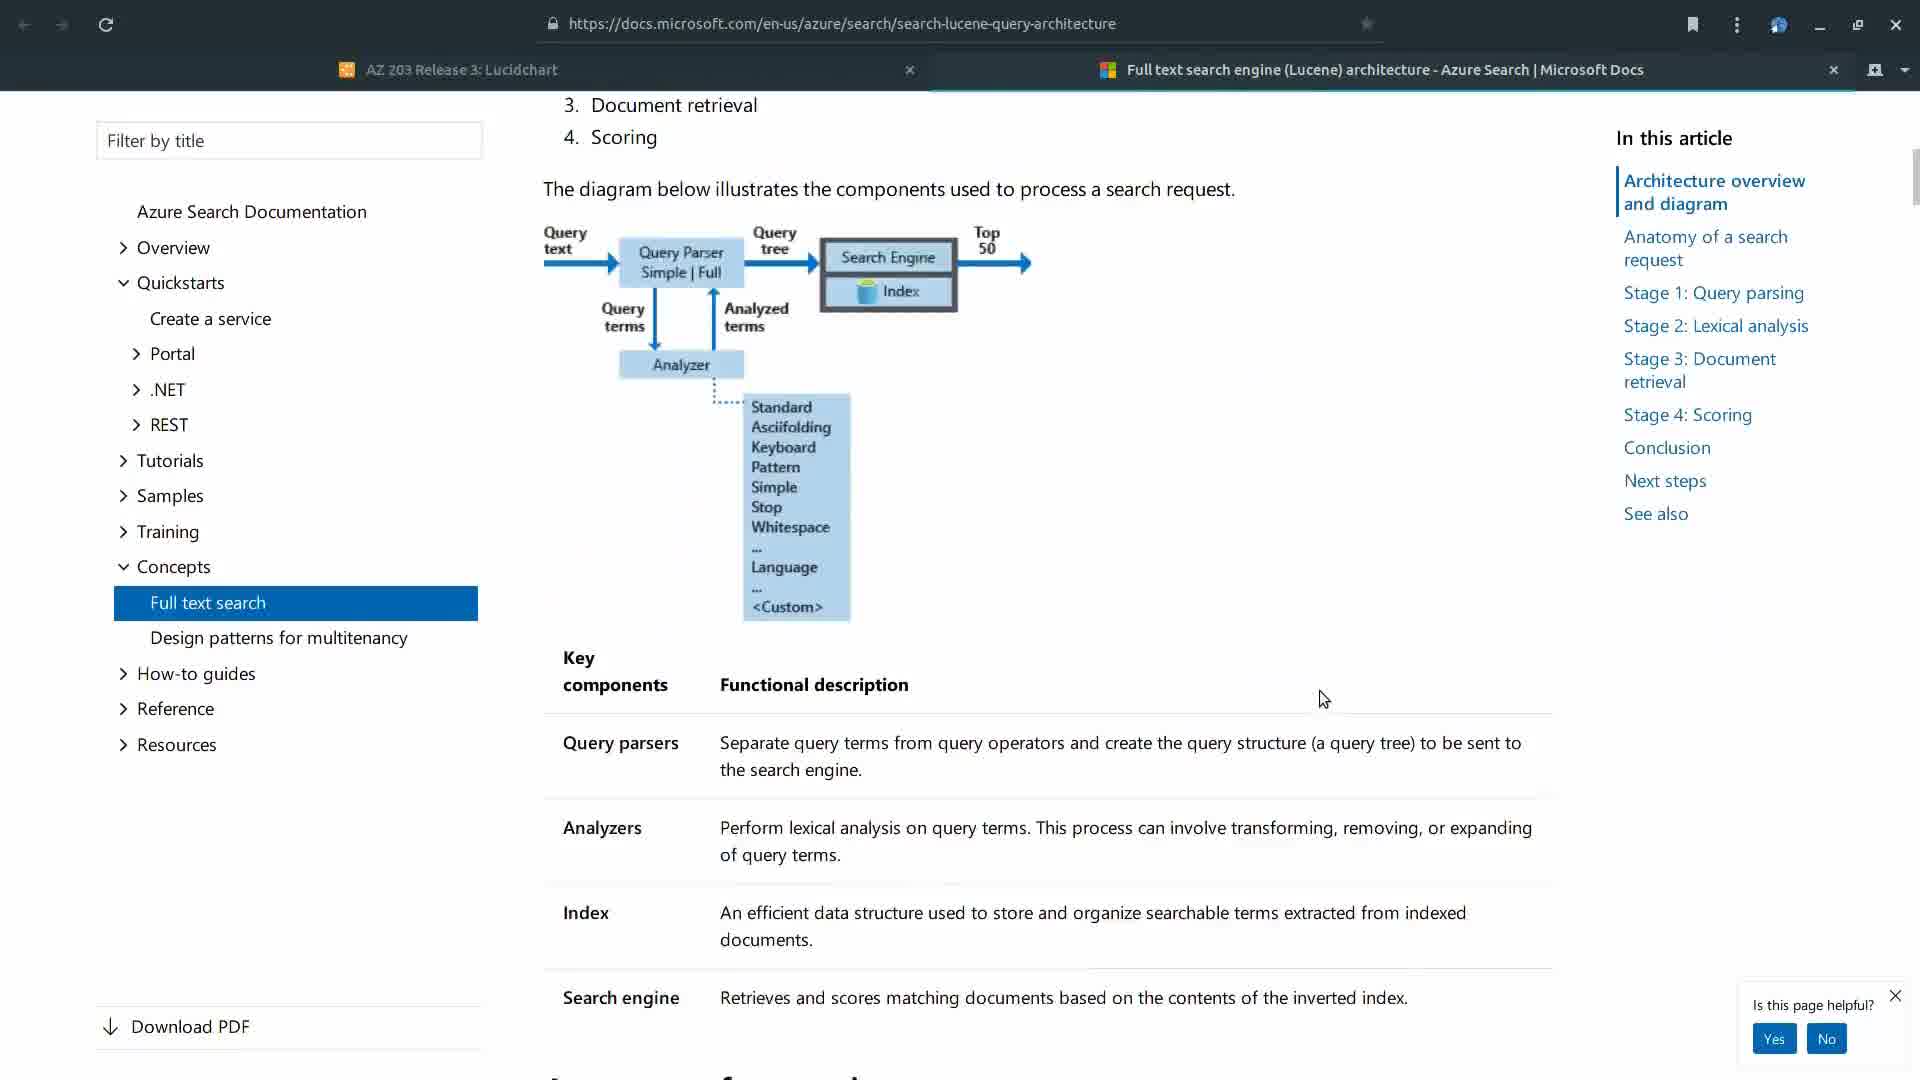 https://docs.microsoft.com/en-us/azure/search/search-lucene-query-architecture
AZ 203 Release 3: Lucidchart
Full text search engine (Lucene) architecture - Azure Search | Microsoft Docs
Filter by title
Azure Search Documentation
Overview
Quickstarts
Create a service
Portal
.NET
REST
Tutorials
Samples
Training
Concepts
Full text search
Design patterns for multitenancy
How-to guides
Reference
Resources
Download PDF
3. Document retrieval
4. Scoring
The diagram below illustrates the components used to process a search request.
Query
text
Query Parser
Simple | Full
Query
tree
Search Engine
Index
Top
50
Query
terms
Analyzed
terms
Analyzer
Standard
Asciifolding
Keyboard
Pattern
Simple
Stop
Whitespace
...
Language
...
<Custom>
Key
components
Functional description
Query parsers
Separate query terms from query operators and create the query structure (a query tree) to be sent to
the search engine.
Analyzers
Perform lexical analysis on query terms. This process can involve transforming, removing, or expanding
of query terms.
Index
An efficient data structure used to store and organize searchable terms extracted from indexed
documents.
Search engine
Retrieves and scores matching documents based on the contents of the inverted index.
In this article
Architecture overview
and diagram
Anatomy of a search
request
Stage 1: Query parsing
Stage 2: Lexical analysis
Stage 3: Document
retrieval
Stage 4: Scoring
Conclusion
Next steps
See also
Is this page helpful?
Yes
No